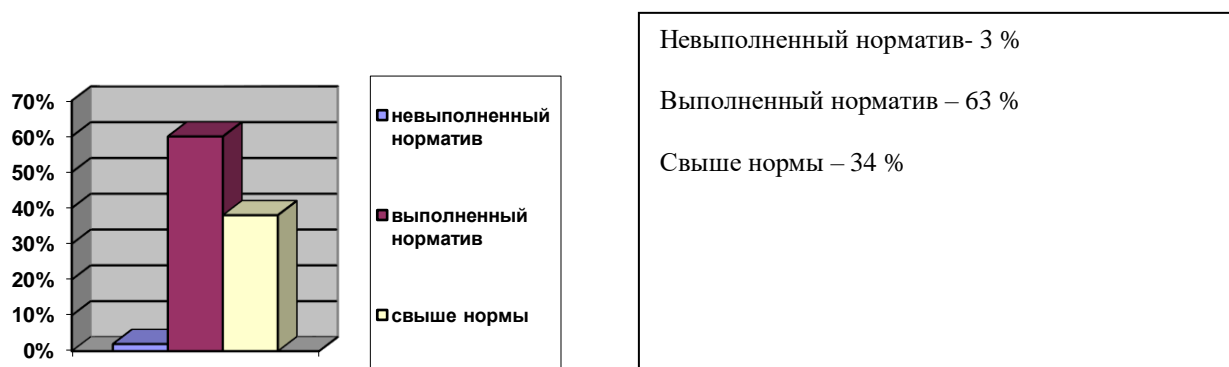 70%
60%
50%
40%
30%
20%
10%
0%
невыполненный
норматив
выполненный
норматив
свыше нормы
Невыполненный норматив- 3 %
Выполненный норматив – 63 %
Свыше нормы – 34 %